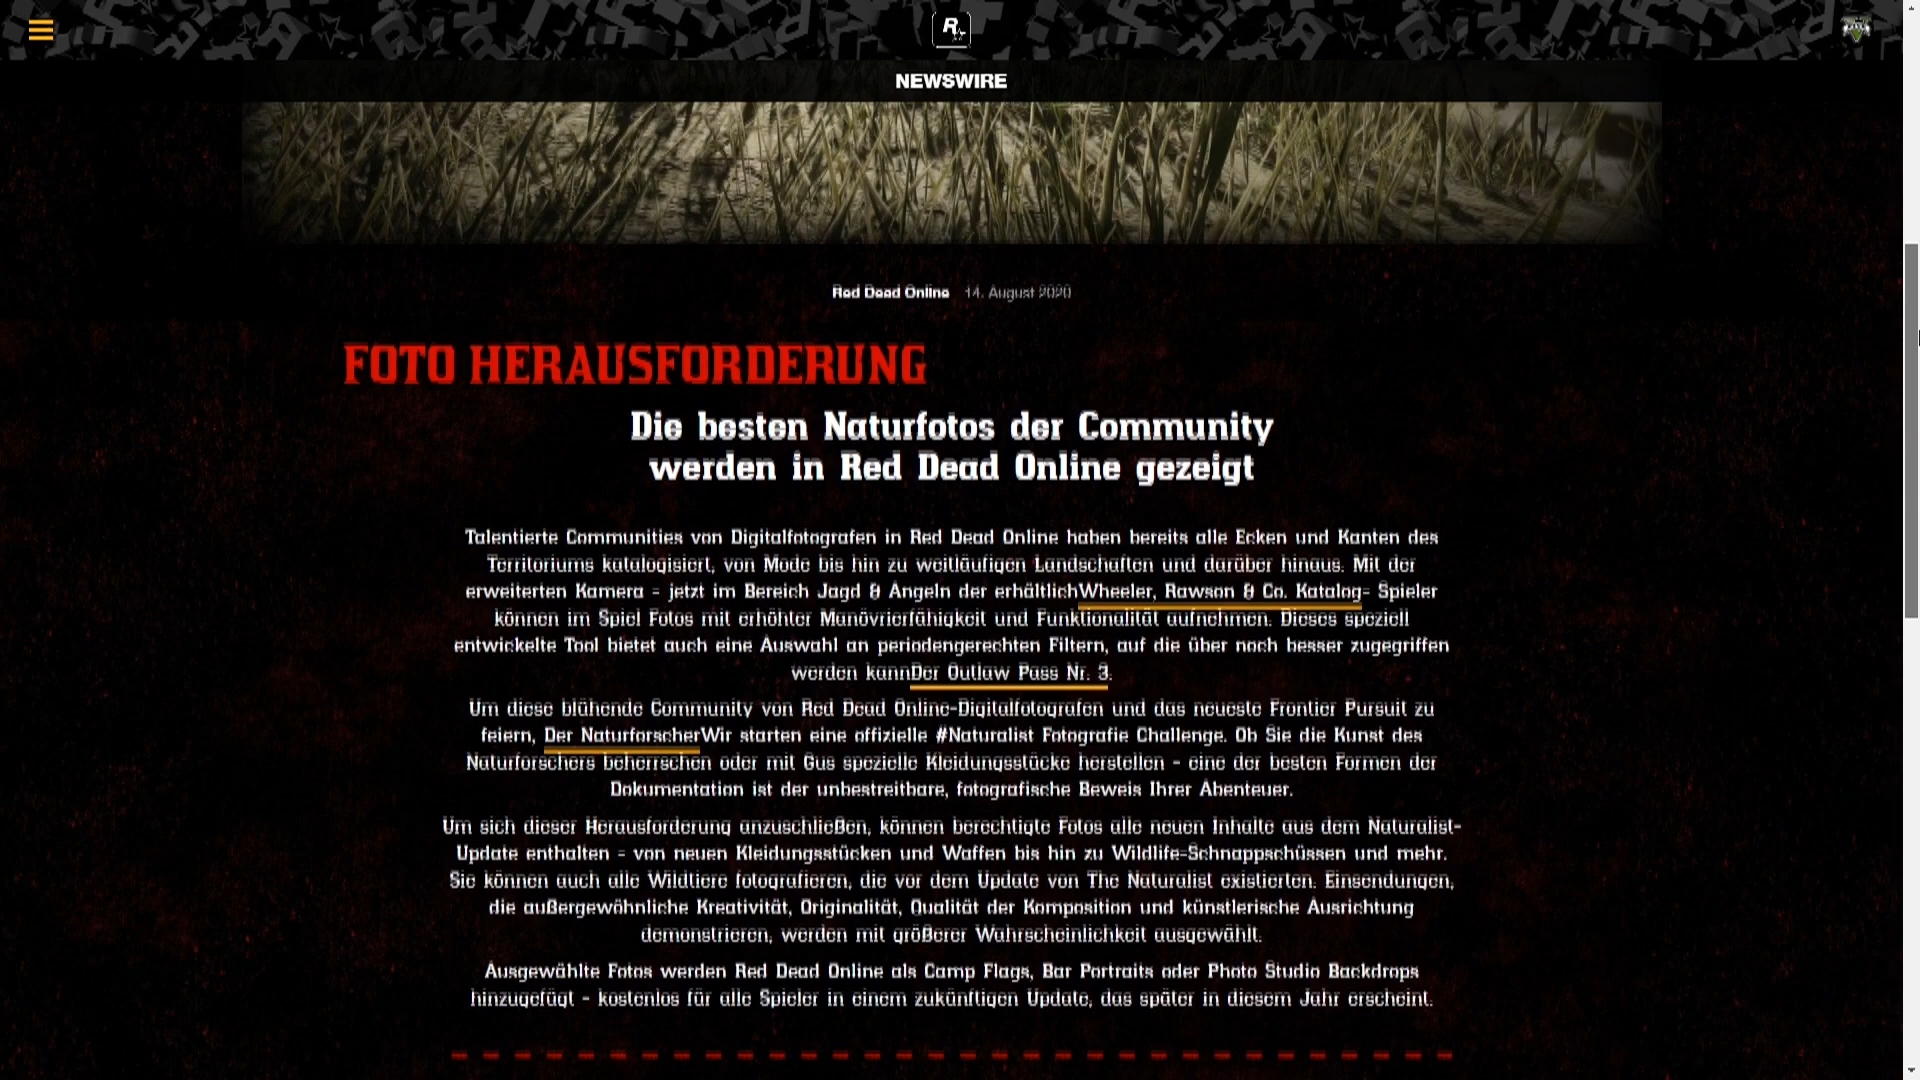 R
NEWSWIRE
Red Dead Online 14. August 2020
FOTO HERAUSFORDERUNG
Die besten Naturfotos der Community
werden in Red Dead Online gezeigt
Talentierte Communities von Digitalfotografen in Red Dead Online haben bereits alle Ecken und Kanten des
Territoriums katalogisiert, von Mode bis hin zu weitläufigen Landschaften und darüber hinaus. Mit der
erweiterten Kamera - jetzt im Bereich Jagd & Angeln der erhältlichWheeler, Rawson & Co. Katalog- Spieler
können im Spiel Fotos mit erhöhter Manövrierfähigkeit und Funktionalität aufnehmen. Dieses speziell
entwickelte Tool bietet auch eine Auswahl an periodengerechten Filtern, auf die über noch besser zugegriffen
werden kannDer Outlaw Pass Nr. 3.
Um diese blühende Community von Red Dead Online-Digitalfotografen und das neueste Frontier Pursuit zu
feiern, Der NaturforscherWir starten eine offizielle #Naturalist Fotografie Challenge. Ob Sie die Kunst des
Naturforschers beherrschen oder mit Gus spezielle Kleidungsstücke herstellen - eine der besten Formen der
Dokumentation ist der unbestreitbare, fotografische Beweis Ihrer Abenteuer.
Um sich dieser Herausforderung anzuschließen, können berechtigte Fotos alle neuen Inhalte aus dem Naturalist-
Update enthalten - von neuen Kleidungsstücken und Waffen bis hin zu Wildlife-Schnappschüssen und mehr.
Sie können auch alle Wildtiere fotografieren, die vor dem Update von The Naturalist existierten. Einsendungen,
die außergewöhnliche Kreativität, Originalität, Qualität der Komposition und künstlerische Ausrichtung
demonstrieren, werden mit größerer Wahrscheinlichkeit ausgewählt.
Ausgewählte Fotos werden Red Dead Online als Camp Flags, Bar Portraits oder Photo Studio Backdrops
hinzugefügt - kostenlos für alle Spieler in einem zukünftigen Update, das später in diesem Jahr erscheint.